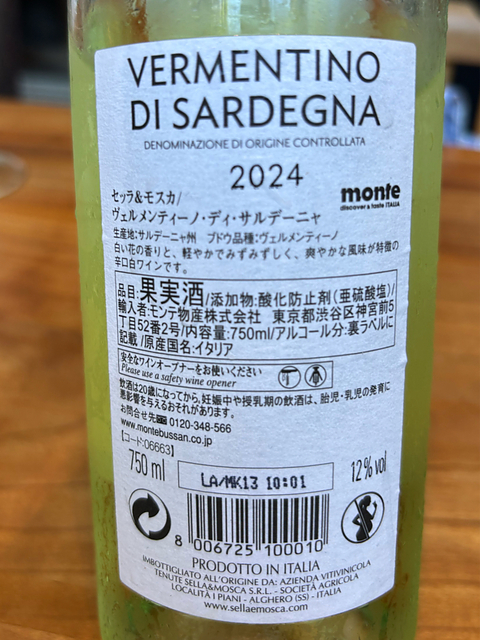 VERMENTINO
DI SARDEGNA
DENOMINAZIONE DI ORIGINE CONTROLLATA
2024
monte
discover & taste ITALIA
セッラ&モスカ/
ヴェルメンティーノ・ディ・サルデーニャ
生産地:サルデーニャ州 ブドウ品種:ヴェルメンティーノ
白い花の香りと、軽やかでみずみずしく、爽やかな風味が特徴の
辛口白ワインです。
品目:果実酒/添加物:酸化防止剤(亜硫酸塩)/
輸入者:モンテ物産株式会社 東京都渋谷区神宮前5
丁目52番2号/内容量:750ml/アルコール分:裏ラベルに
記載/原産国名:イタリア
安全なワインオープナーをお使いください
Please use a safety wine opener
飲酒は20歳になってから。妊娠中や授乳期の飲酒は、胎児・乳児の発育に
悪影響を与えるおそれがあります。
お問合せ先 0120-348-566
www.montebussan.co.jp
【コード:06663】
750 ml
LA/MK13 10:01
12% vol
8 006725 100010
PRODOTTO IN ITALIA
IMBOTTIGLIATO ALL'ORIGINE DA: AZIENDA VITIVINICOLA
TENUTE SELLA&MOSCA S.R.L. - SOCIETÀ AGRICOLA
LOCALITÀ I PIANI - ALGHERO (SS) - ITALIA
www.sellaemosca.com